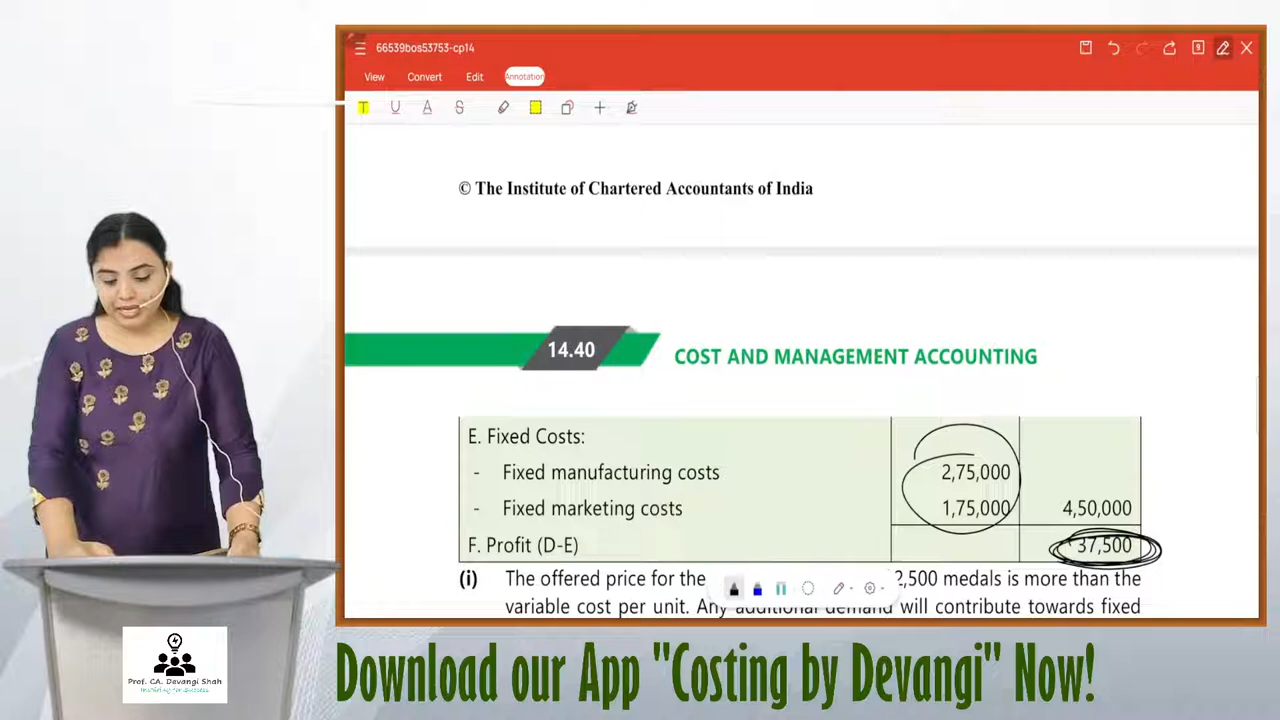 66539bos53753-cp14
View Convert Edit Annotation
© The Institute of Chartered Accountants of India
14.40 COST AND MANAGEMENT ACCOUNTING
E. Fixed Costs:
- Fixed manufacturing costs 2,75,000
- Fixed marketing costs 1,75,000 4,50,000
F. Profit (D-E) 37,500
(i) The offered price for the 2,500 medals is more than the
variable cost per unit. Any additional demand will contribute towards fixed
Prof. CA. Devangi Shah
Download our App "Costing by Devangi" Now!